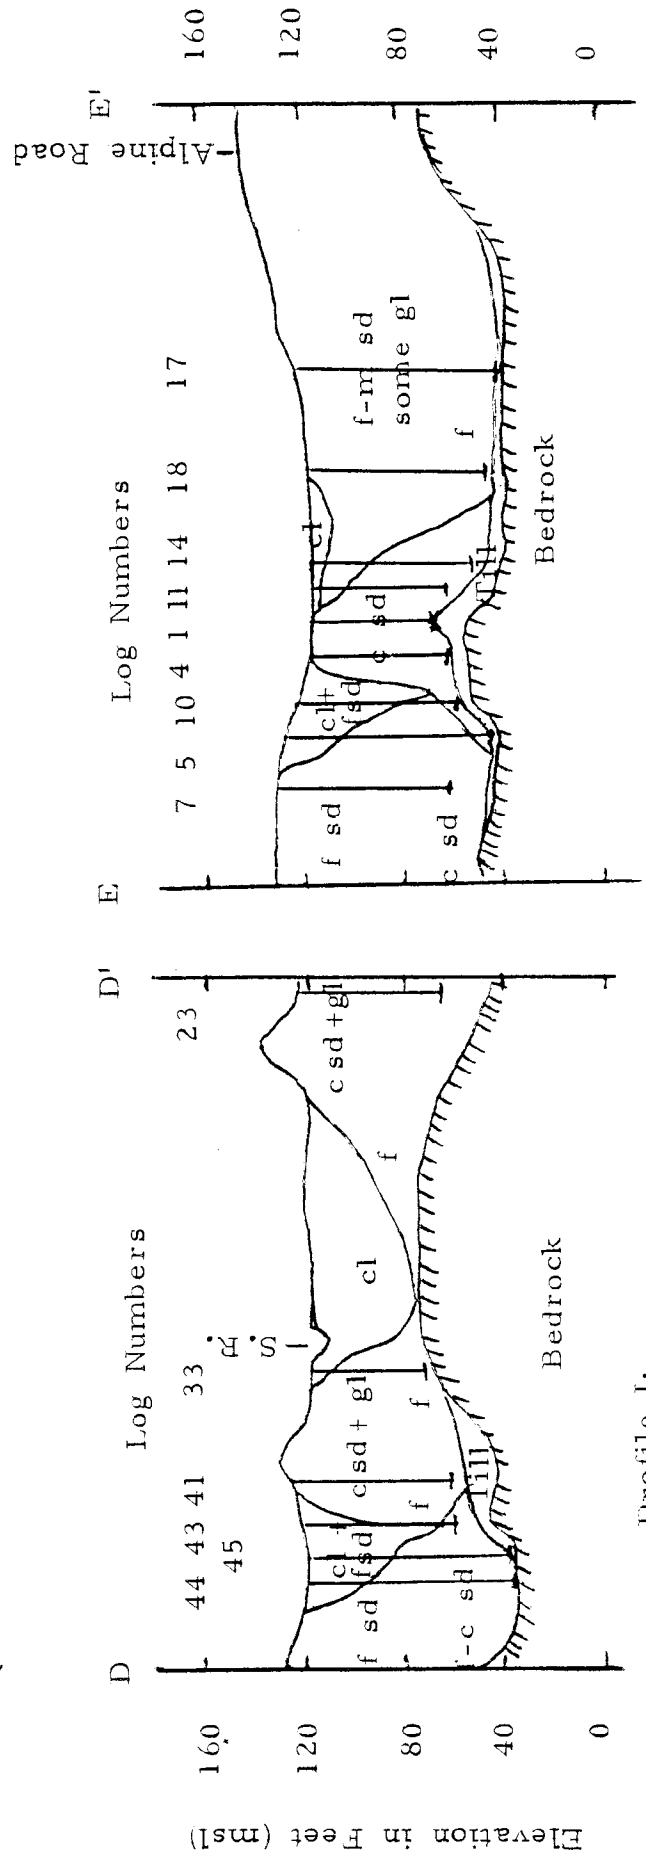 Log Numbers
44 43 41 33 23
45
D D'
S. R.
160
120
80
40
0
Elevation in Feet (msl)
f sd
cl+
f sd
c sd + gl
f
cl
f
c sd + gl
-c sd
Till
Bedrock
Log Numbers
7 5 10 4 1 11 14 18 17
E E'
Alpine Road
160
120
80
40
0
f sd
c sd
cl+
f sd
c sd
cl
f-m sd
some gl
f
Till
Bedrock